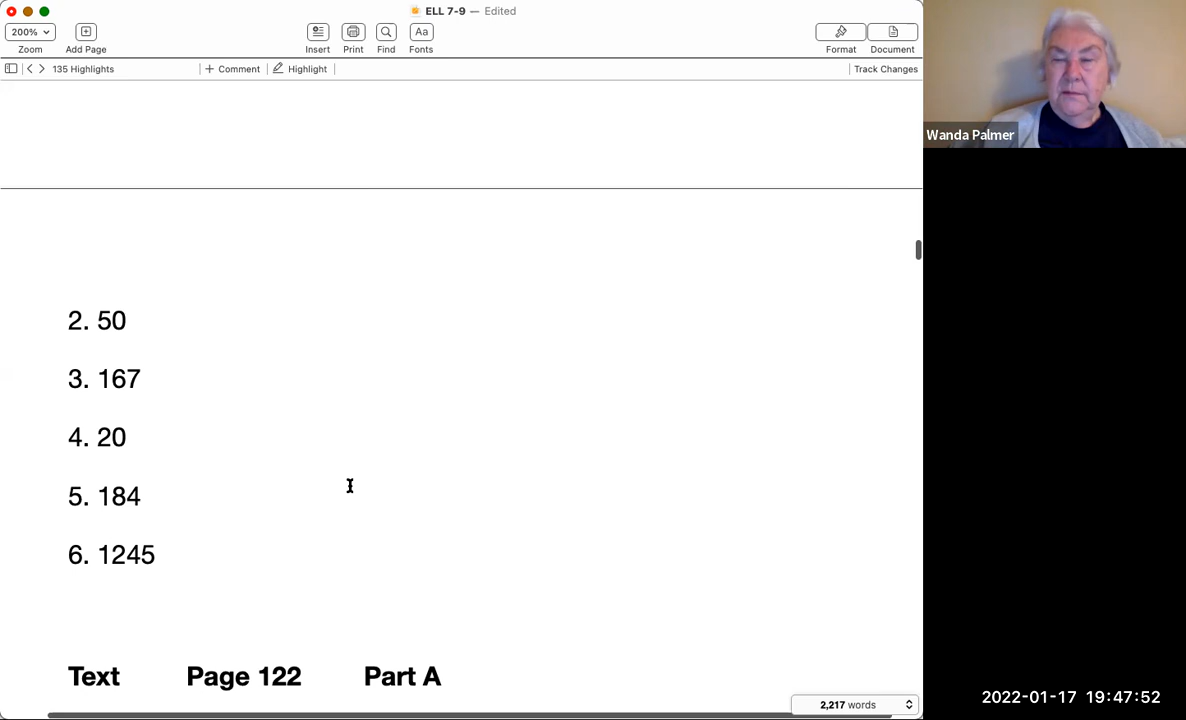 ELL 7-9 — Edited
200%
Zoom
Add Page
Insert
Print
Find
Aa
Fonts
Format
Document
135 Highlights
+ Comment
Highlight
Track Changes
Wanda Palmer
2. 50
3. 167
4. 20
5. 184
6. 1245
Text Page 122 Part A
2,217 words
2022-01-17 19:47:52